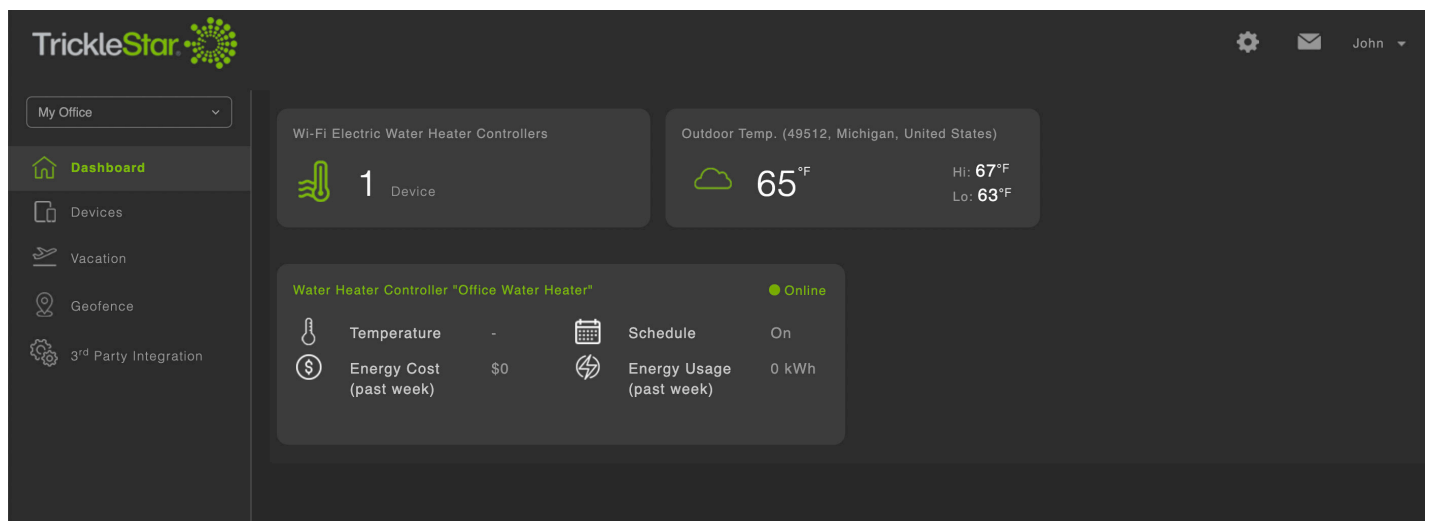 TrickleStar
John
My Office
Dashboard
Devices
Vacation
Geofence
3rd Party Integration
Wi-Fi Electric Water Heater Controllers
1 Device
Outdoor Temp. (49512, Michigan, United States)
65°F
Hi: 67°F
Lo: 63°F
Water Heater Controller "Office Water Heater"
Online
Temperature -
Schedule On
Energy Cost $0
(past week)
Energy Usage 0 kWh
(past week)